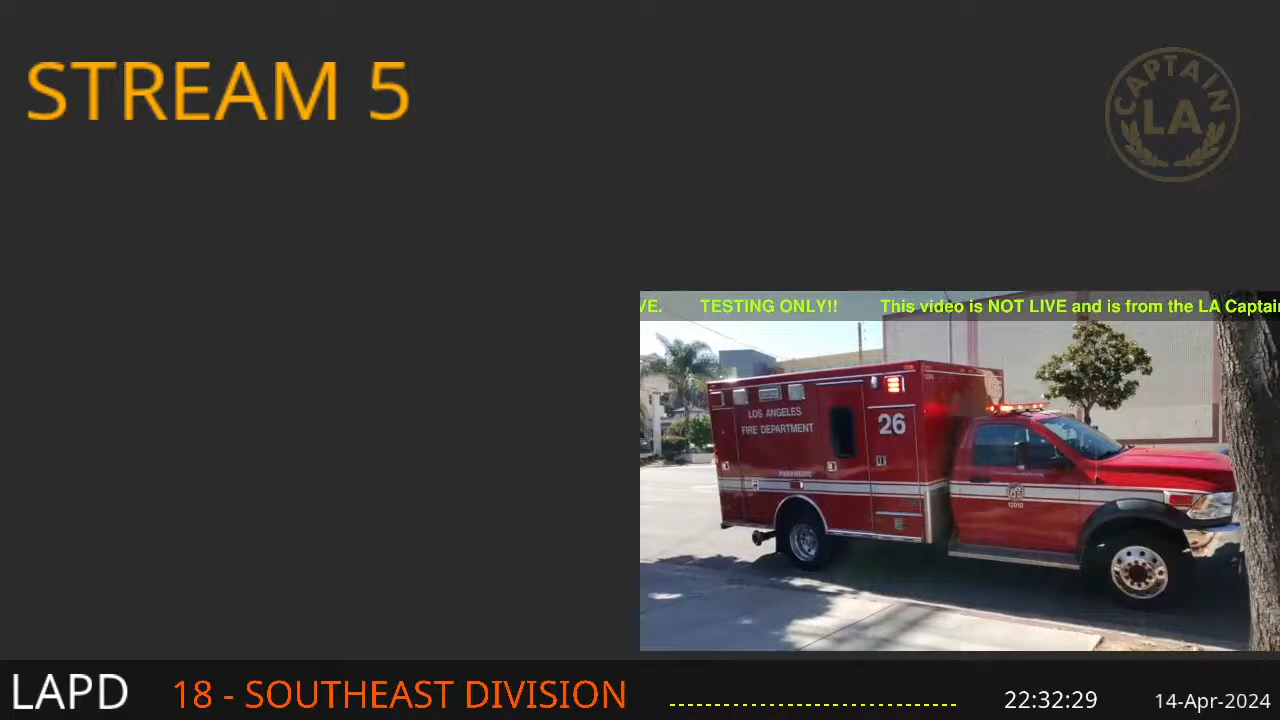 STREAM 5
CAPTAIN
LA
VE. TESTING ONLY!! This video is NOT LIVE and is from the LA Captain
LOS ANGELES
FIRE DEPARTMENT
26
PARAMEDIC
LAPD 18 - SOUTHEAST DIVISION 22:32:29 14-Apr-2024